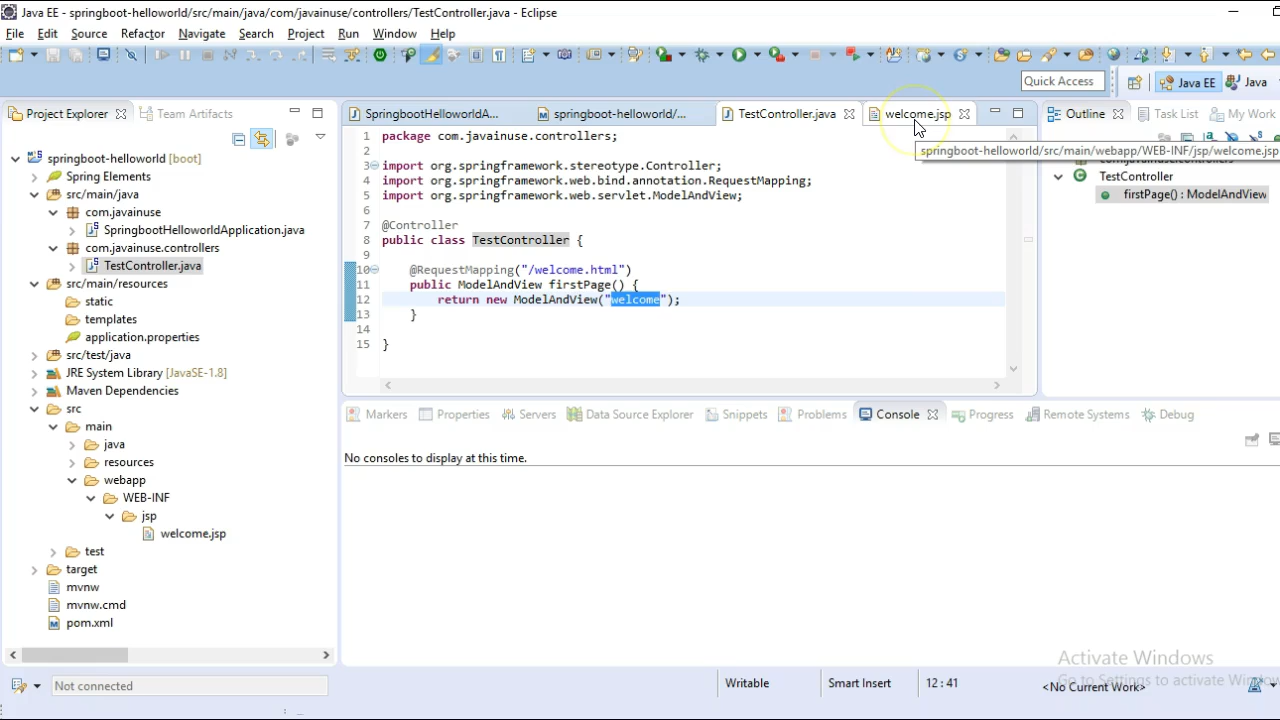 Java EE - springboot-helloworld/src/main/java/com/javainuse/controllers/TestController.java - Eclipse
File Edit Source Refactor Navigate Search Project Run Window Help
Quick Access
Java EE
Java
Project Explorer
Team Artifacts
springboot-helloworld [boot]
Spring Elements
src/main/java
com.javainuse
SpringbootHelloworldApplication.java
com.javainuse.controllers
TestController.java
src/main/resources
static
templates
application.properties
src/test/java
JRE System Library [JavaSE-1.8]
Maven Dependencies
src
main
java
resources
webapp
WEB-INF
jsp
welcome.jsp
test
target
mvnw
mvnw.cmd
pom.xml
SpringbootHelloworldA...
springboot-helloworld/...
TestController.java
welcome.jsp
springboot-helloworld/src/main/webapp/WEB-INF/jsp/welcome.jsp
1 package com.javainuse.controllers;
2
3 import org.springframework.stereotype.Controller;
4 import org.springframework.web.bind.annotation.RequestMapping;
5 import org.springframework.web.servlet.ModelAndView;
6
7 @Controller
8 public class TestController {
9
10 @RequestMapping("/welcome.html")
11 public ModelAndView firstPage() {
12 return new ModelAndView("welcome");
13 }
14
15 }
Outline
Task List
My Work
TestController
firstPage() : ModelAndView
Markers Properties Servers Data Source Explorer Snippets Problems Console Progress Remote Systems Debug
No consoles to display at this time.
Activate Windows
Go to Settings to activate Windows
Not connected
Writable
Smart Insert
12 : 41
<No Current Work>